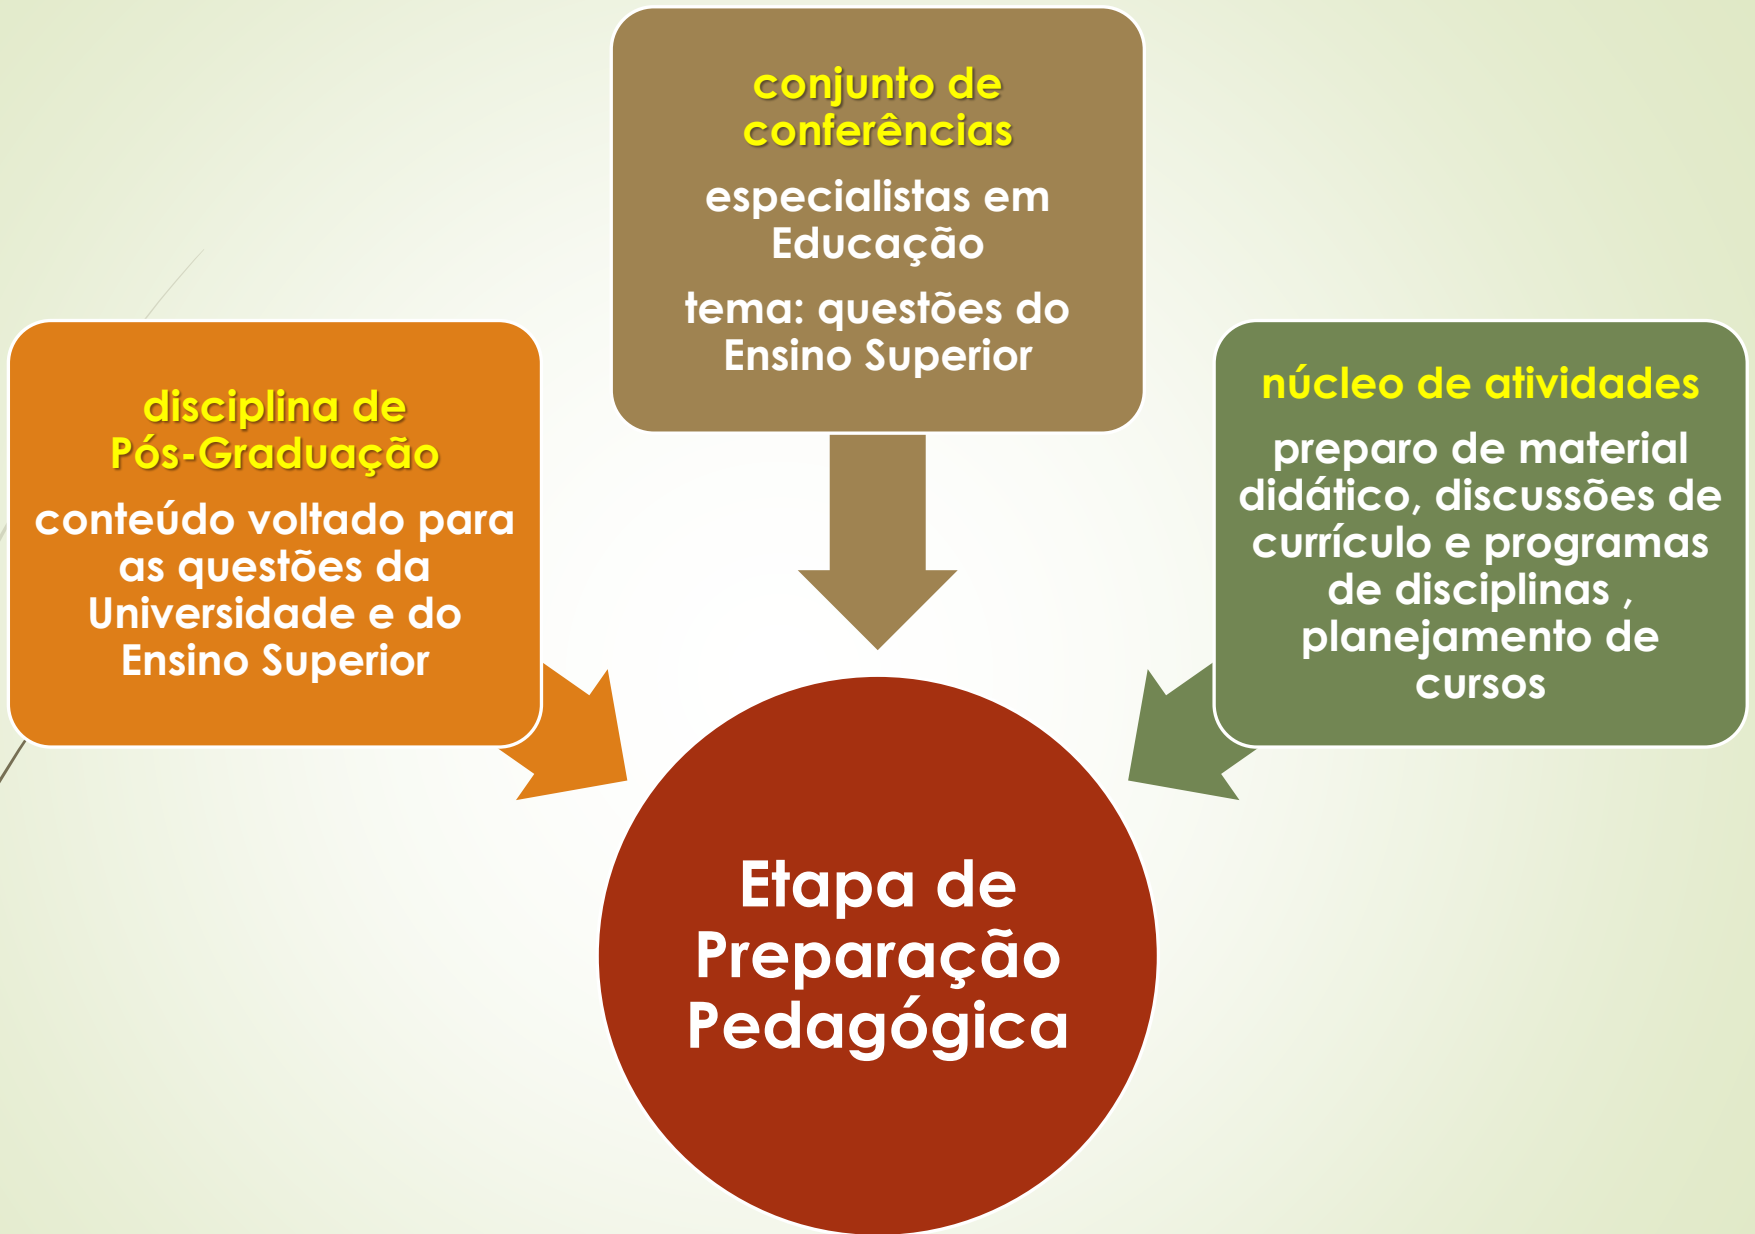 conjunto de
conferências
especialistas em
Educação
tema: questões do
Ensino Superior
disciplina de
Pós-Graduação
conteúdo voltado para
as questões da
Universidade e do
Ensino Superior
núcleo de atividades
preparo de material
didático, discussões de
currículo e programas
de disciplinas ,
planejamento de
cursos
Etapa de
Preparação
Pedagógica